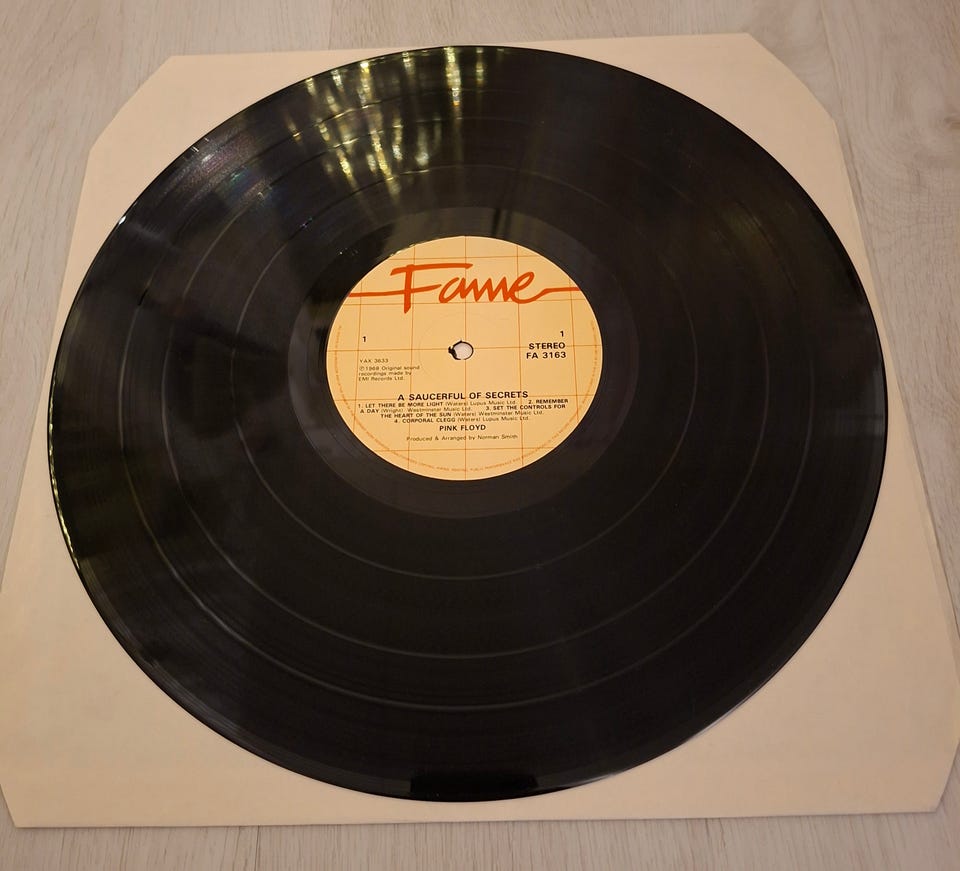 Fame
1
1
STEREO
FA 3163
YAX 3633
℗1968 Original sound
recordings made by
EMI Records Ltd.
A SAUCERFUL OF SECRETS
1. LET THERE BE MORE LIGHT (Waters) Lupus Music Ltd. 2. REMEMBER
A DAY (Wright) Westminster Music Ltd. 3. SET THE CONTROLS FOR
THE HEART OF THE SUN (Waters) Westminster Music Ltd.
4. CORPORAL CLEGG (Waters) Lupus Music Ltd.
PINK FLOYD
Produced & Arranged by Norman Smith